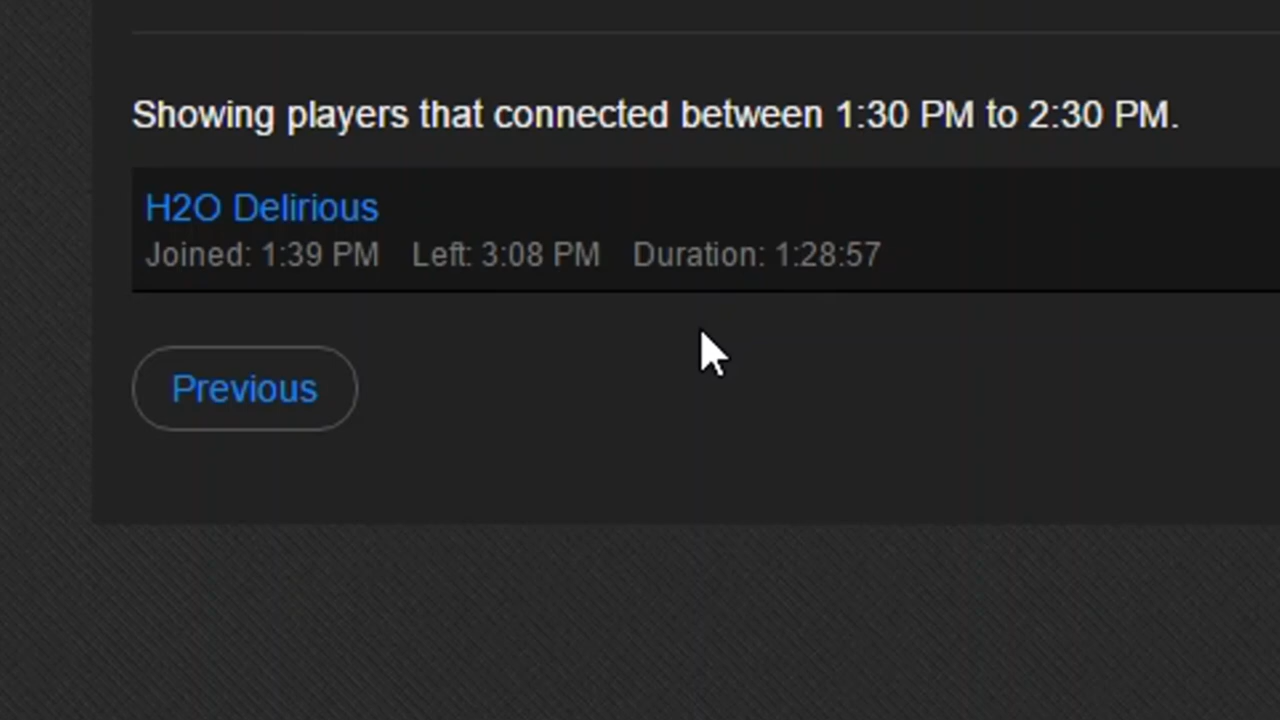 Showing players that connected between 1:30 PM to 2:30 PM.
H2O Delirious
Joined: 1:39 PM Left: 3:08 PM Duration: 1:28:57
Previous